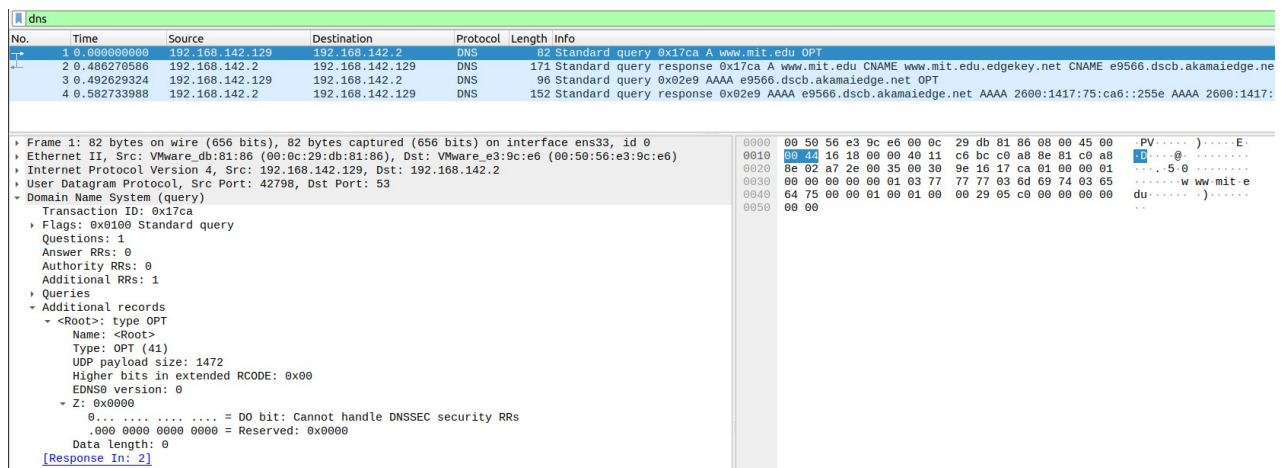 dns
No. Time Source Destination Protocol Length Info
1 0.000000000 192.168.142.129 192.168.142.2 DNS 82 Standard query 0x17ca A www.mit.edu OPT
2 0.486270586 192.168.142.2 192.168.142.129 DNS 171 Standard query response 0x17ca A www.mit.edu CNAME www.mit.edu.edgekey.net CNAME e9566.dscb.akamaiedge.ne
3 0.492629324 192.168.142.129 192.168.142.2 DNS 96 Standard query 0x02e9 AAAA e9566.dscb.akamaiedge.net OPT
4 0.582733988 192.168.142.2 192.168.142.129 DNS 152 Standard query response 0x02e9 AAAA e9566.dscb.akamaiedge.net AAAA 2600:1417:75:ca6::255e AAAA 2600:1417:
Frame 1: 82 bytes on wire (656 bits), 82 bytes captured (656 bits) on interface ens33, id 0
Ethernet II, Src: VMware_db:81:86 (00:0c:29:db:81:86), Dst: VMware_e3:9c:e6 (00:50:56:e3:9c:e6)
Internet Protocol Version 4, Src: 192.168.142.129, Dst: 192.168.142.2
User Datagram Protocol, Src Port: 42798, Dst Port: 53
Domain Name System (query)
Transaction ID: 0x17ca
Flags: 0x0100 Standard query
Questions: 1
Answer RRs: 0
Authority RRs: 0
Additional RRs: 1
Queries
Additional records
<Root>: type OPT
Name: <Root>
Type: OPT (41)
UDP payload size: 1472
Higher bits in extended RCODE: 0x00
EDNS0 version: 0
Z: 0x0000
0... .... .... .... = DO bit: Cannot handle DNSSEC security RRs
.000 0000 0000 0000 = Reserved: 0x0000
Data length: 0
[Response In: 2]
0000 00 50 56 e3 9c e6 00 0c 29 db 81 86 08 00 45 00 ·PV·····)·····E·
0010 00 44 16 18 00 00 40 11 c6 bc c0 a8 8e 81 c0 a8 ·D····@·········
0020 8e 02 a7 2e 00 35 00 30 9e 16 17 ca 01 00 00 01 ···.·5·0········
0030 00 00 00 00 00 01 03 77 77 77 03 6d 69 74 03 65 ·······w ww·mit·e
0040 64 75 00 00 01 00 01 00 00 29 05 c0 00 00 00 00 du·······)······
0050 00 00 ··